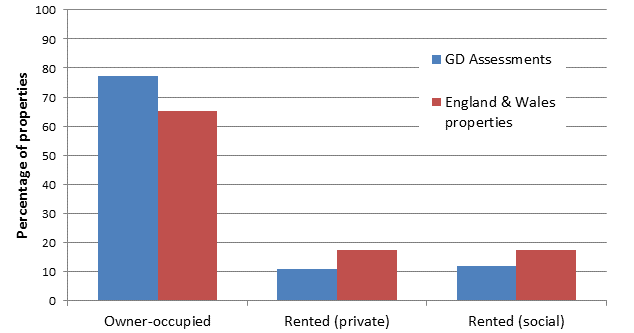 100
90
80
70
60
50
40
30
20
10
0
Percentage of properties
GD Assessments
England & Wales
properties
Owner-occupied
Rented (private)
Rented (social)